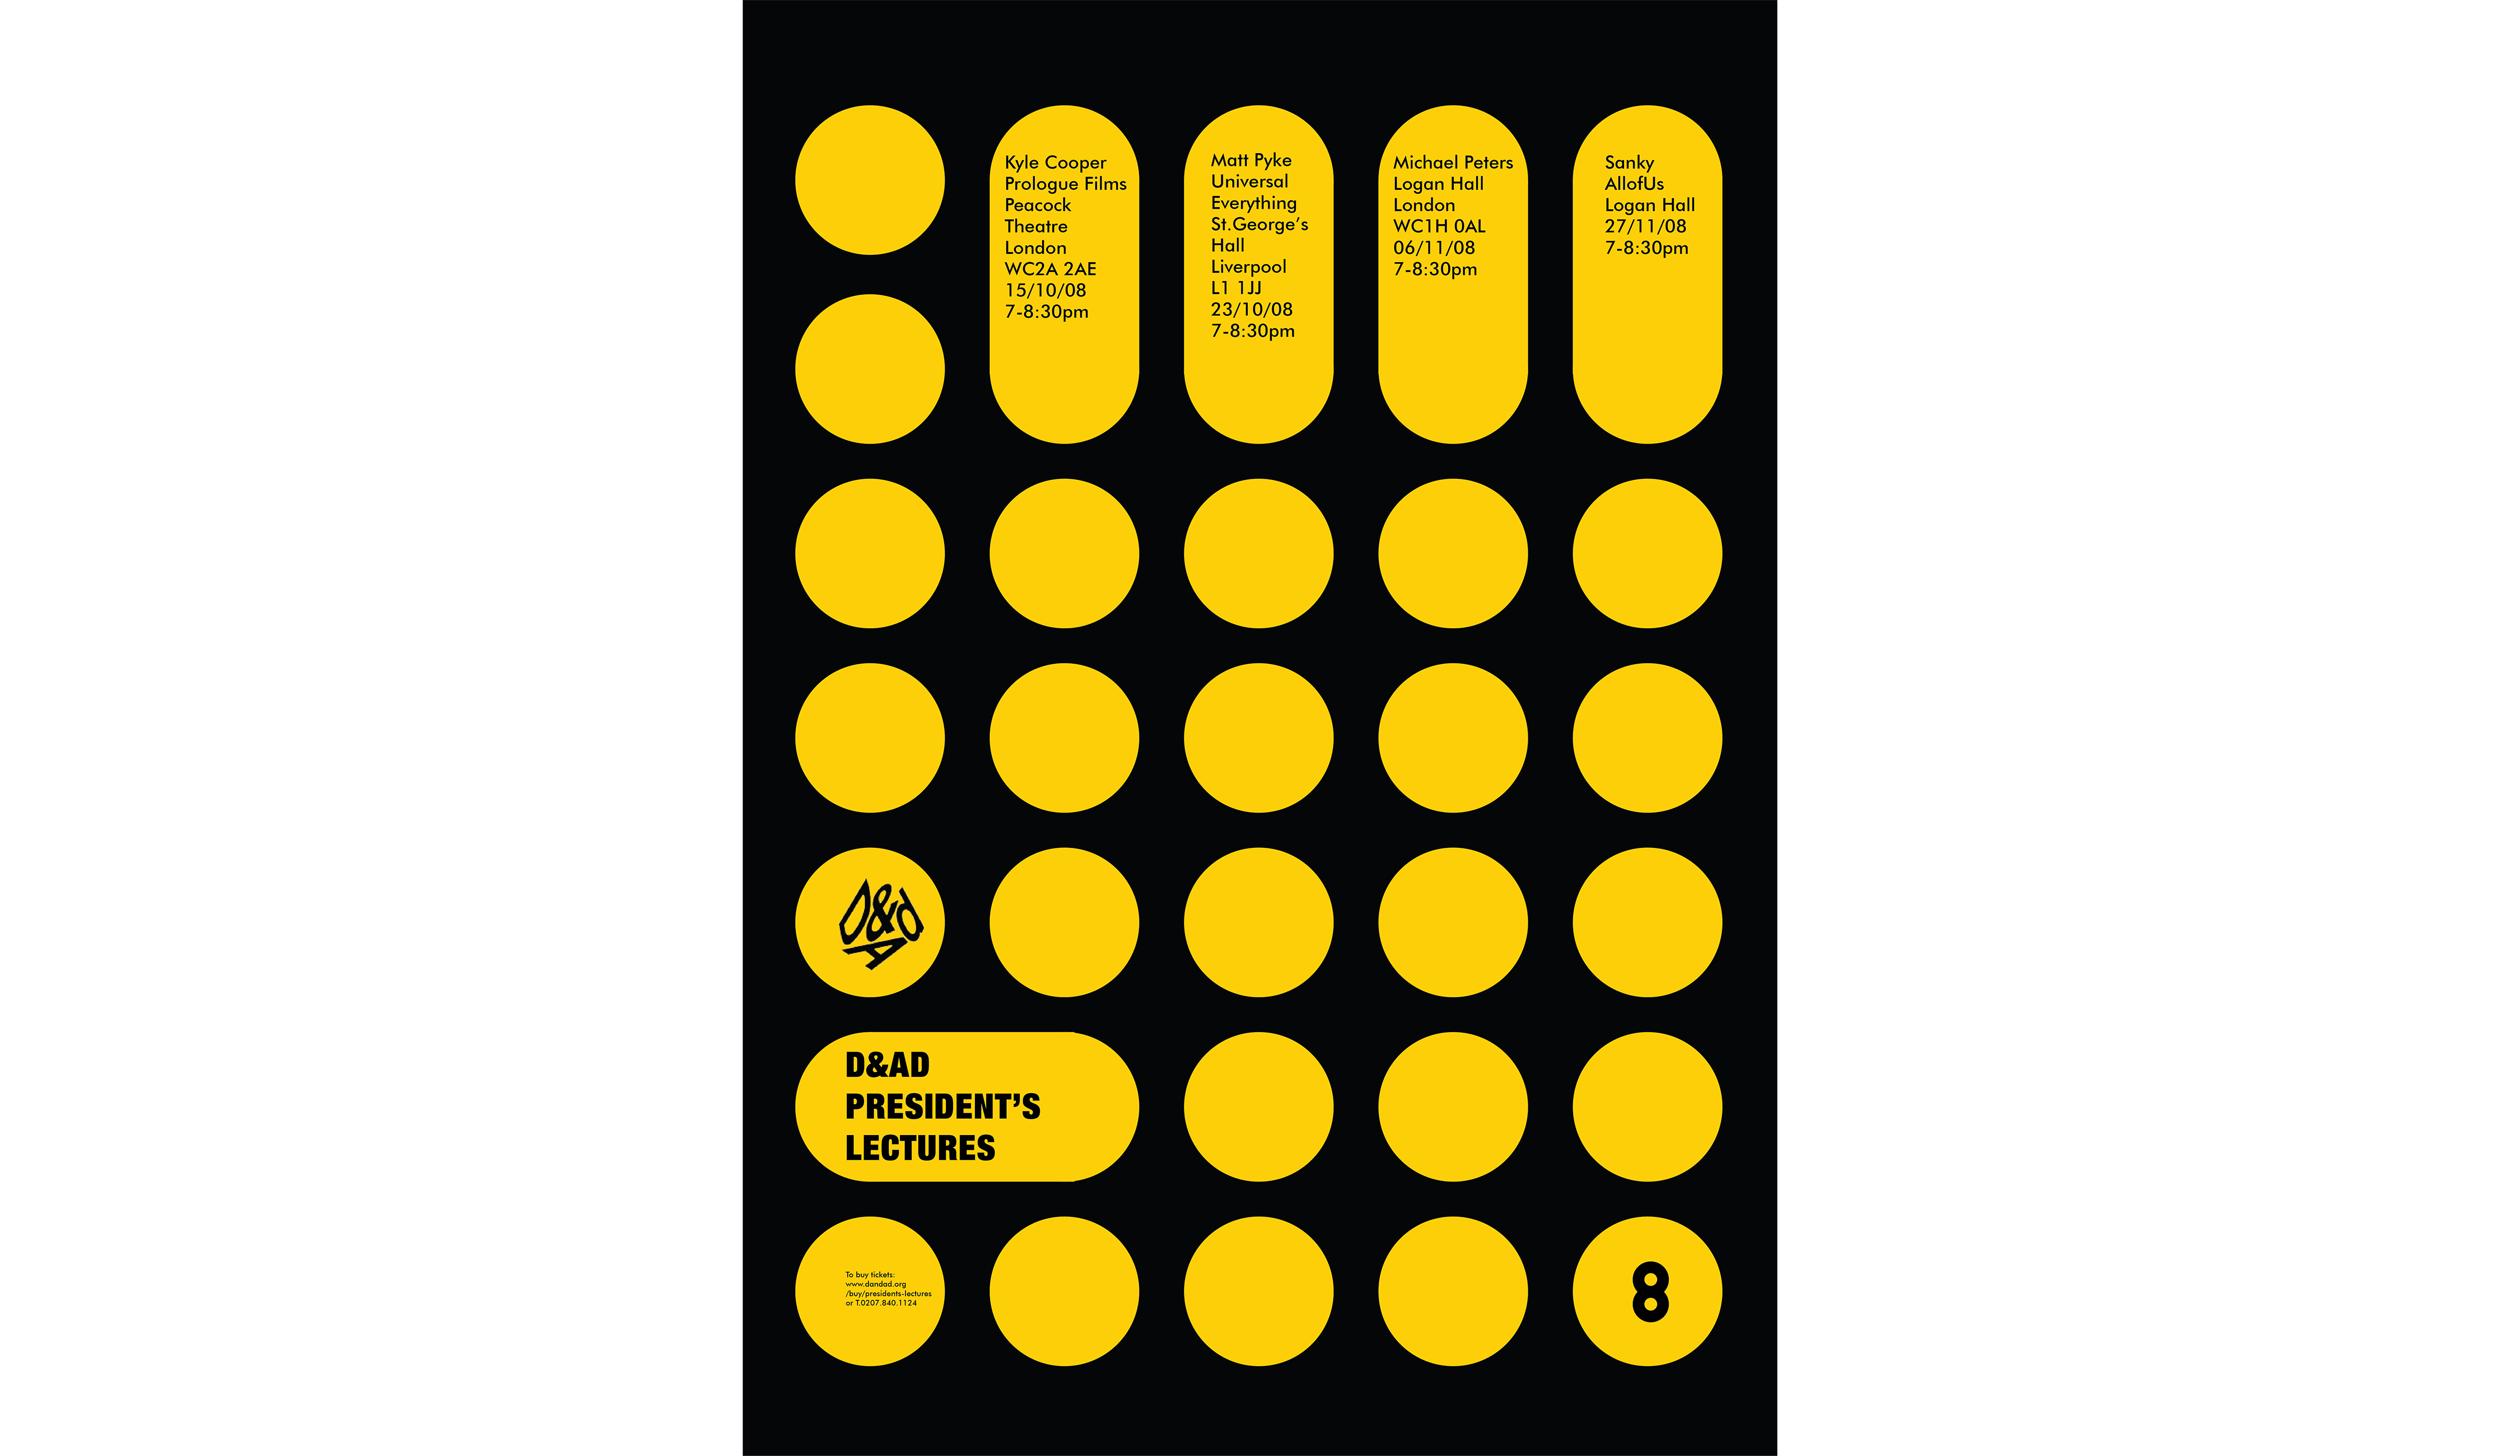 Kyle Cooper
Prologue Films
Peacock
Theatre
London
WC2A 2AE
15/10/08
7-8:30pm
Matt Pyke
Universal
Everything
St.George’s
Hall
Liverpool
L1 1JJ
23/10/08
7-8:30pm
Michael Peters
Logan Hall
London
WC1H 0AL
06/11/08
7-8:30pm
Sanky
AllofUs
Logan Hall
27/11/08
7-8:30pm
D&AD
D&AD
PRESIDENT’S
LECTURES
To buy tickets:
www.dandad.org
/buy/presidents-lectures
or T.0207.840.1124
8